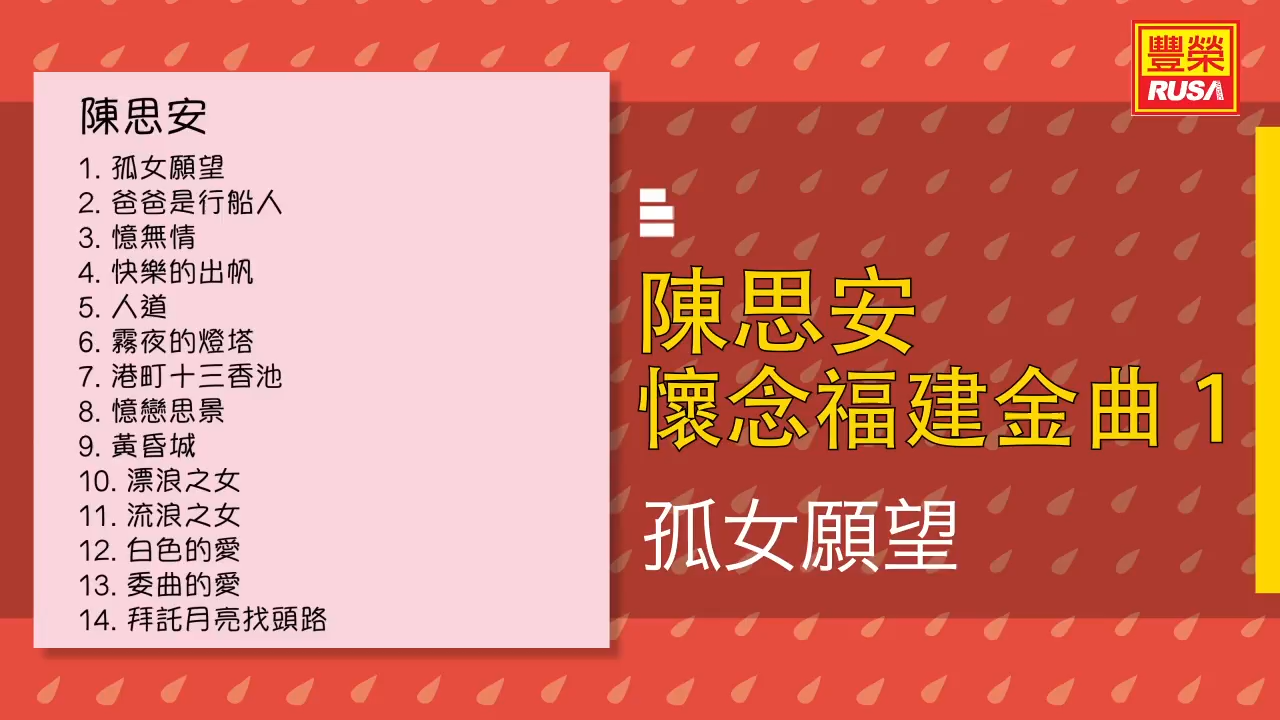 陳思安
1. 孤女願望
2. 爸爸是行船人
3. 憶無情
4. 快樂的出帆
5. 人道
6. 霧夜的燈塔
7. 港町十三香池
8. 憶戀思景
9. 黃昏城
10. 漂浪之女
11. 流浪之女
12. 白色的愛
13. 委曲的愛
14. 拜託月亮找頭路
豐榮
RUSA
陳思安
懷念福建金曲 1
孤女願望